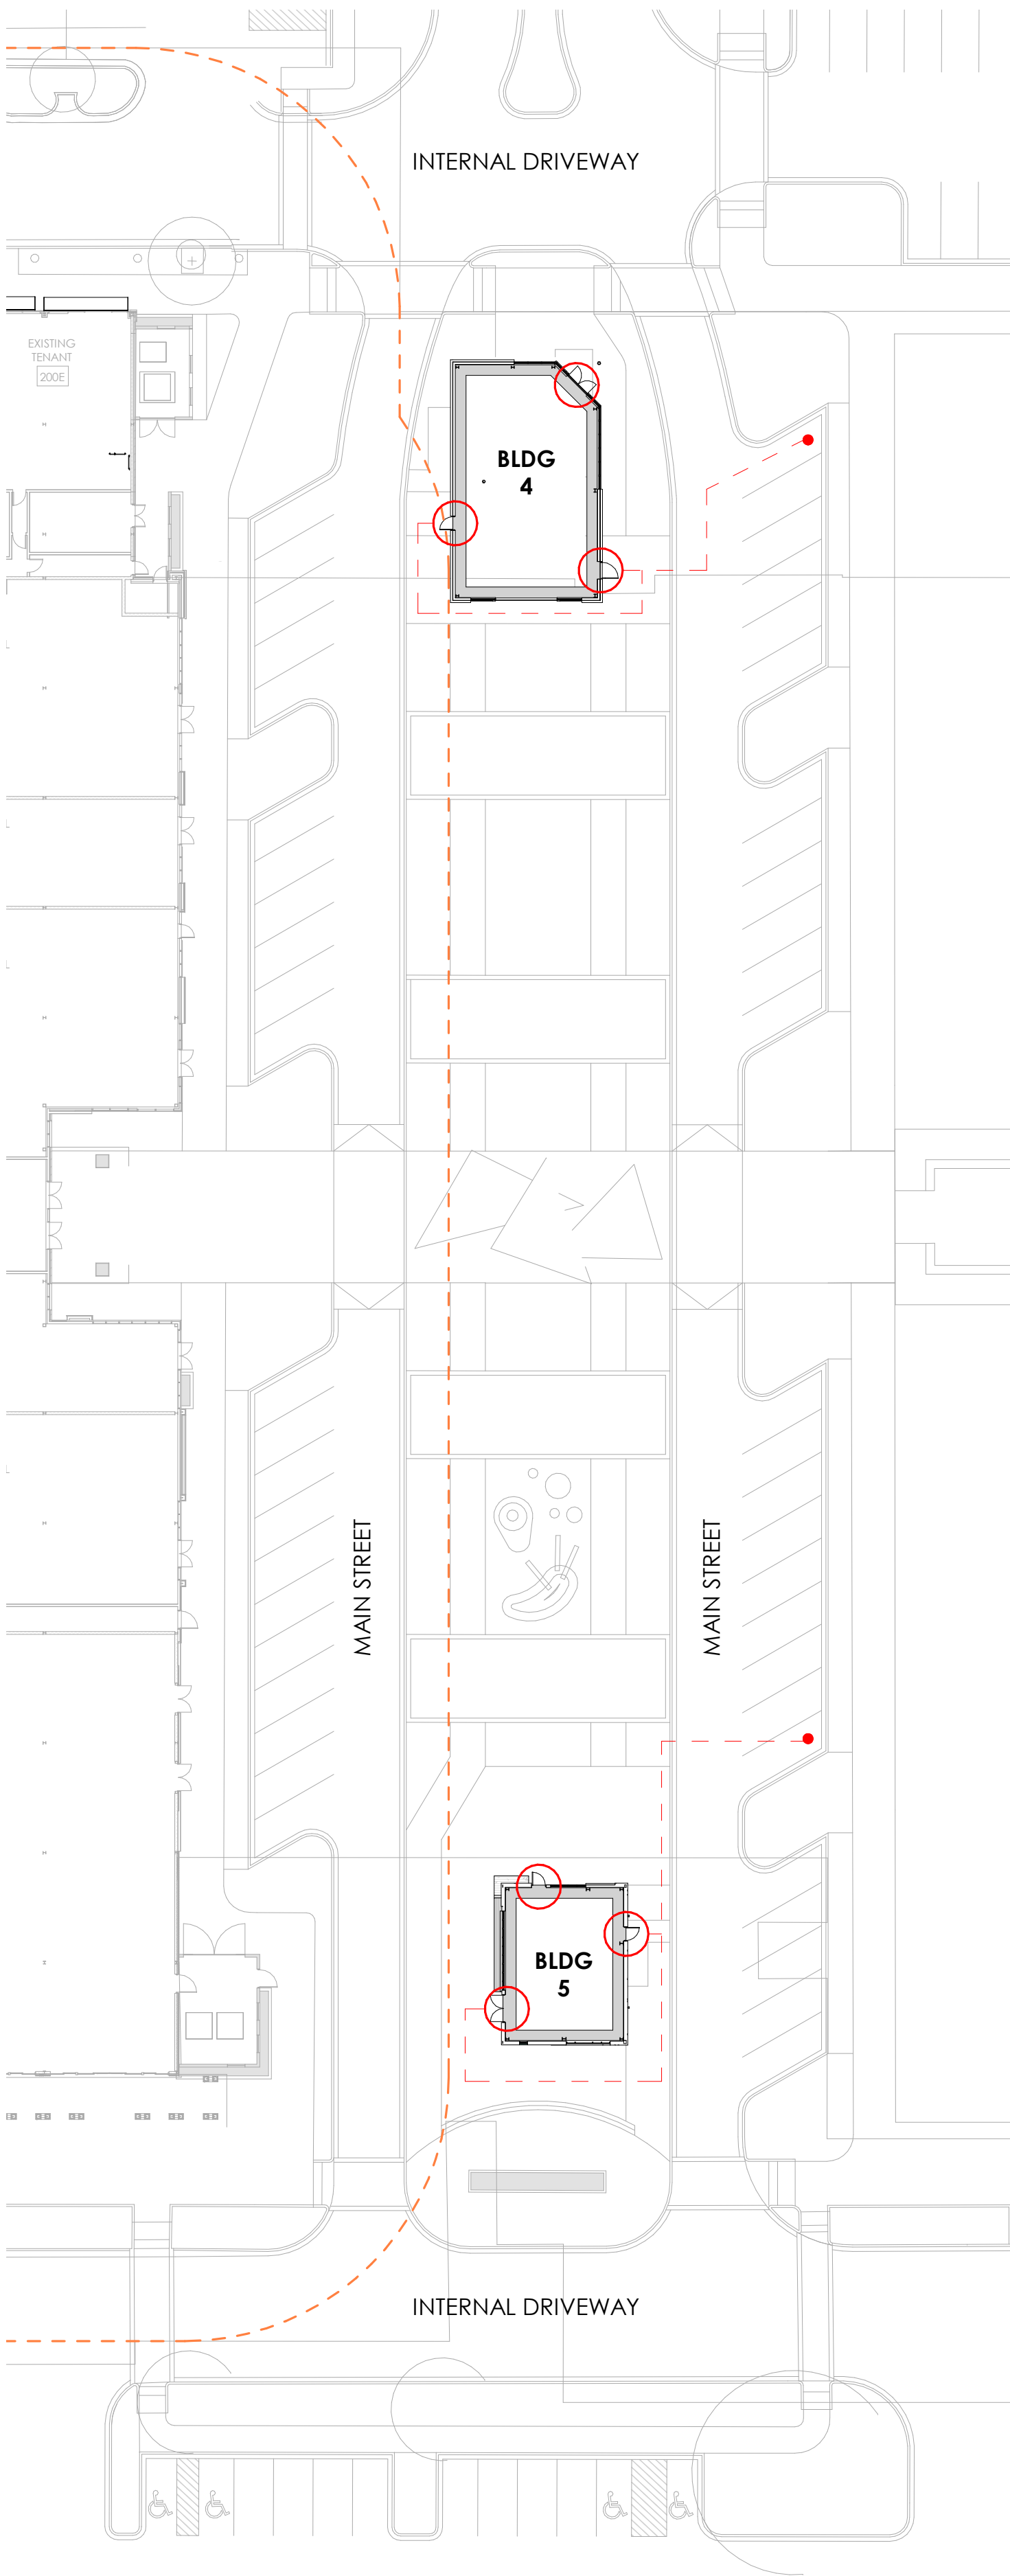 INTERNAL DRIVEWAY
EXISTING
TENANT
200E
BLDG
4
MAIN STREET
MAIN STREET
BLDG
5
INTERNAL DRIVEWAY